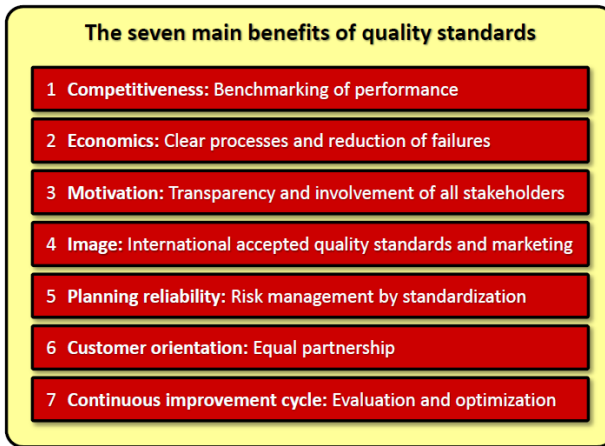 The seven main benefits of quality standards
1 Competitiveness: Benchmarking of performance
2 Economics: Clear processes and reduction of failures
3 Motivation: Transparency and involvement of all stakeholders
4 Image: International accepted quality standards and marketing
5 Planning reliability: Risk management by standardization
6 Customer orientation: Equal partnership
7 Continuous improvement cycle: Evaluation and optimization